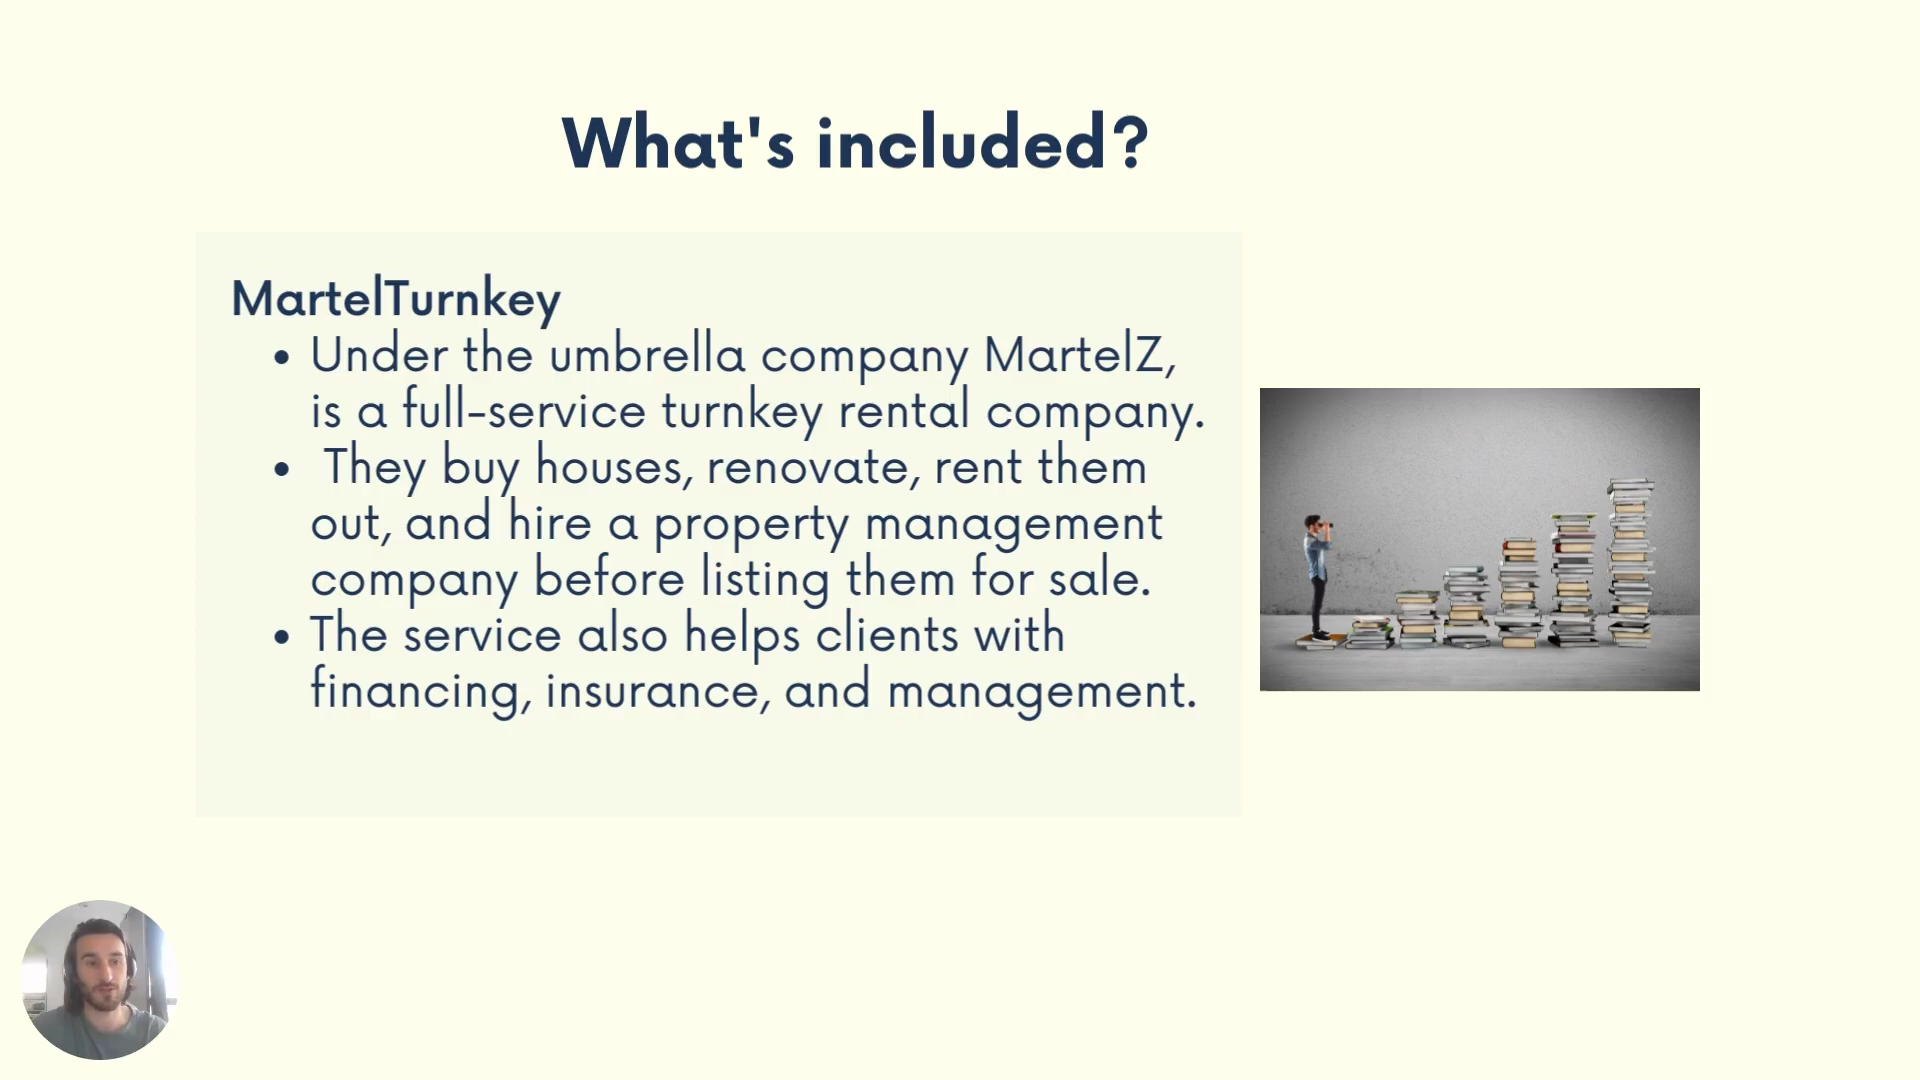 What's included?
MartelTurnkey
• Under the umbrella company MartelZ,
is a full-service turnkey rental company.
• They buy houses, renovate, rent them
out, and hire a property management
company before listing them for sale.
• The service also helps clients with
financing, insurance, and management.